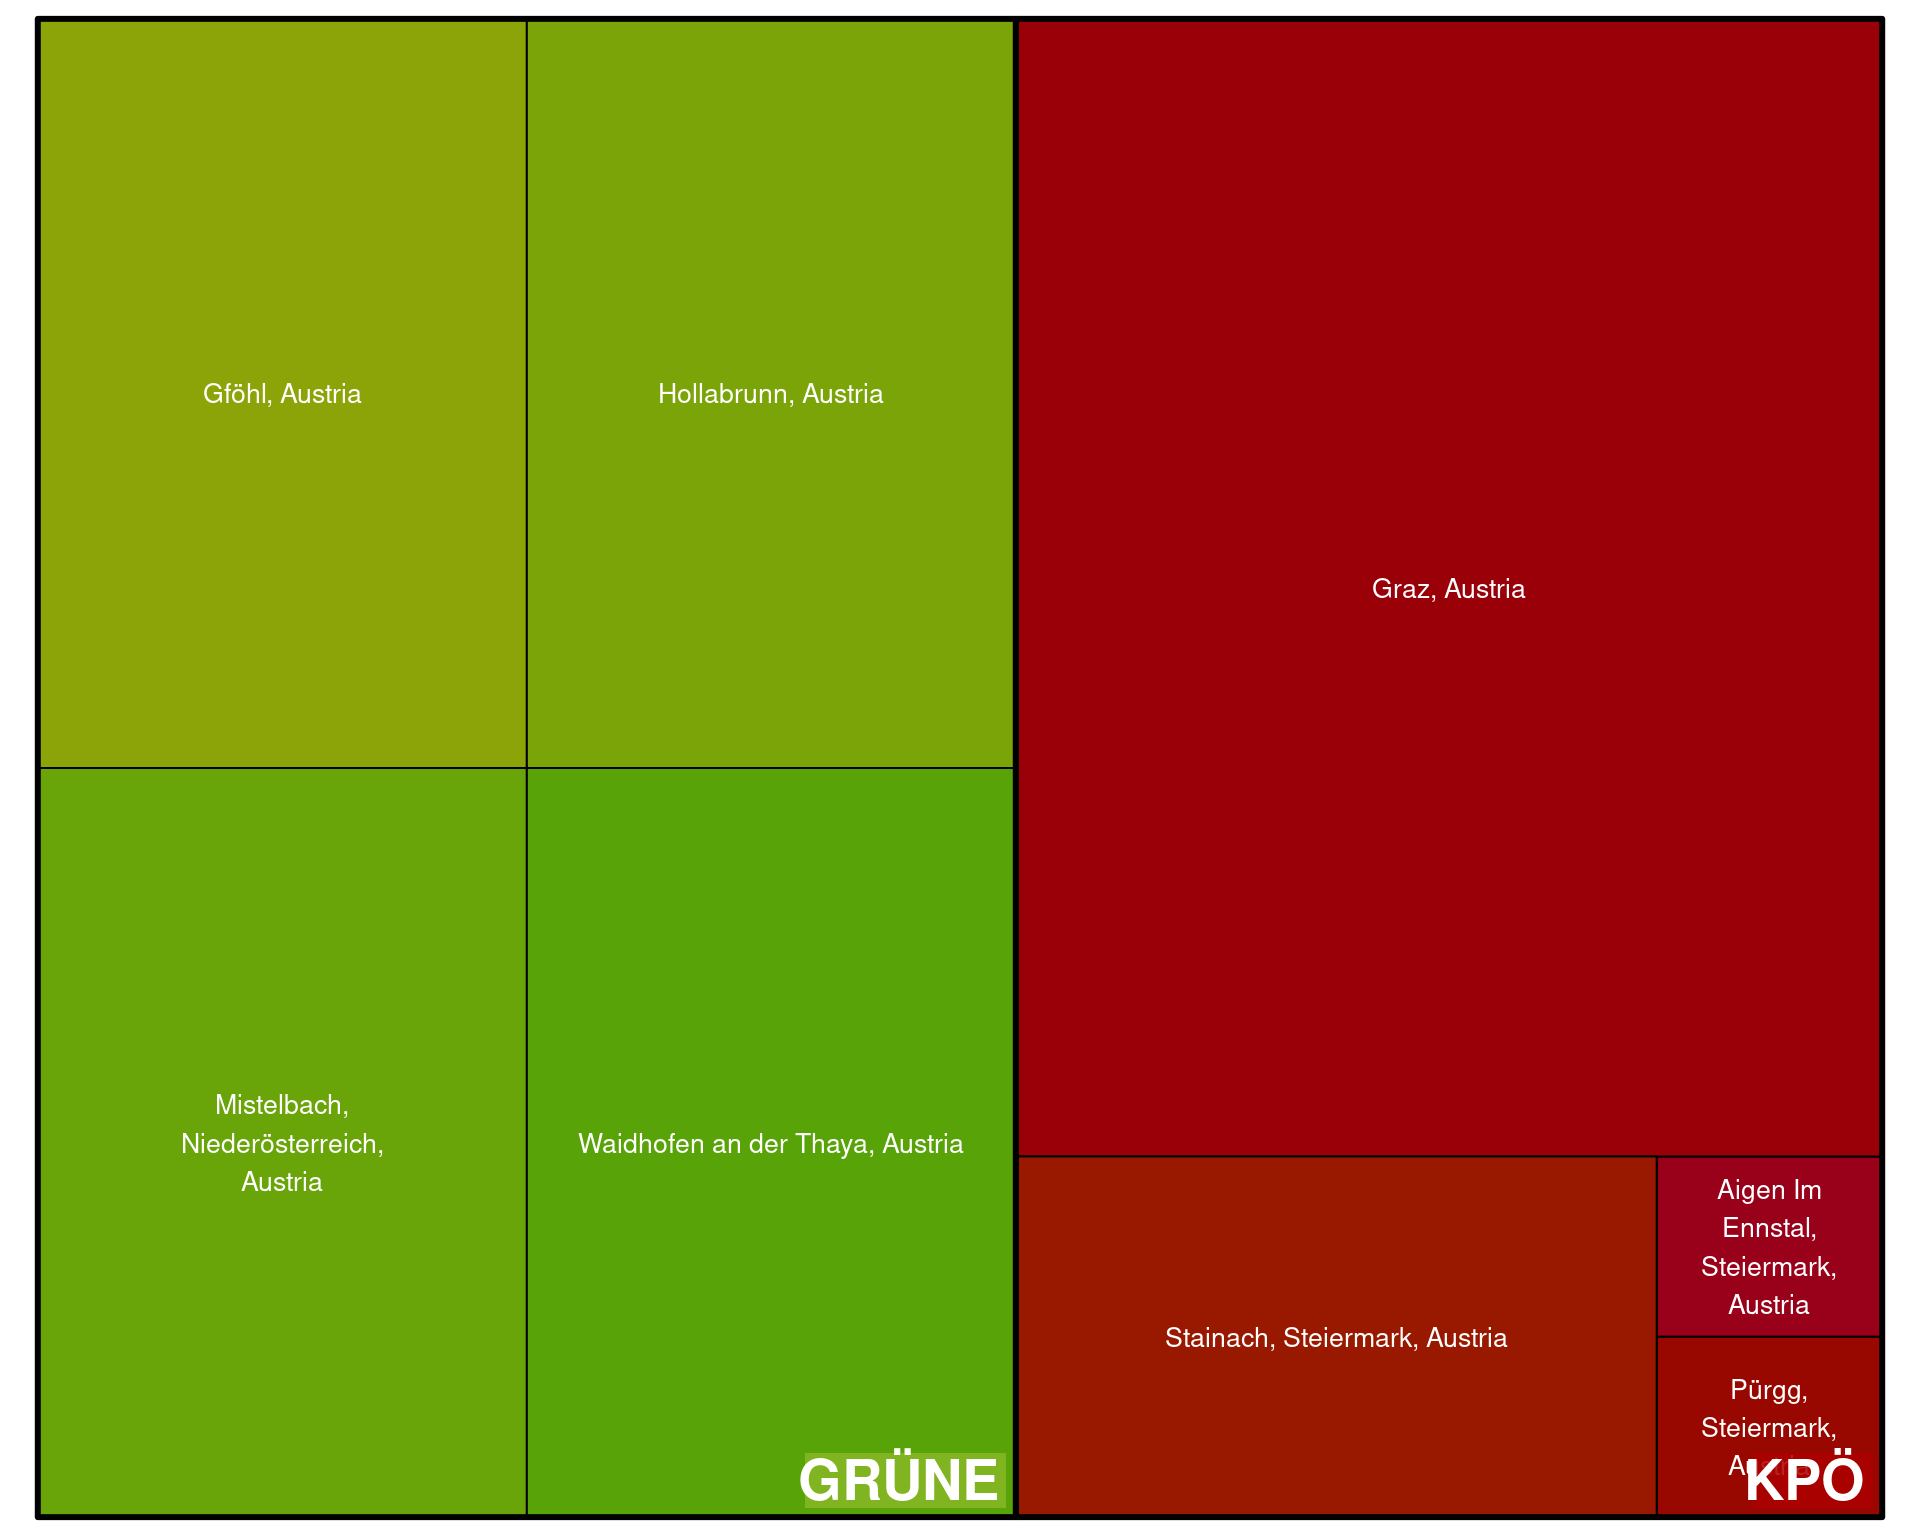 Gföhl, Austria
Hollabrunn, Austria
Graz, Austria
Mistelbach,
Niederösterreich,
Austria
Waidhofen an der Thaya, Austria
Stainach, Steiermark, Austria
Aigen Im
Ennstal,
Steiermark,
Austria
Pürgg,
Steiermark,
GRÜNE
KPÖ